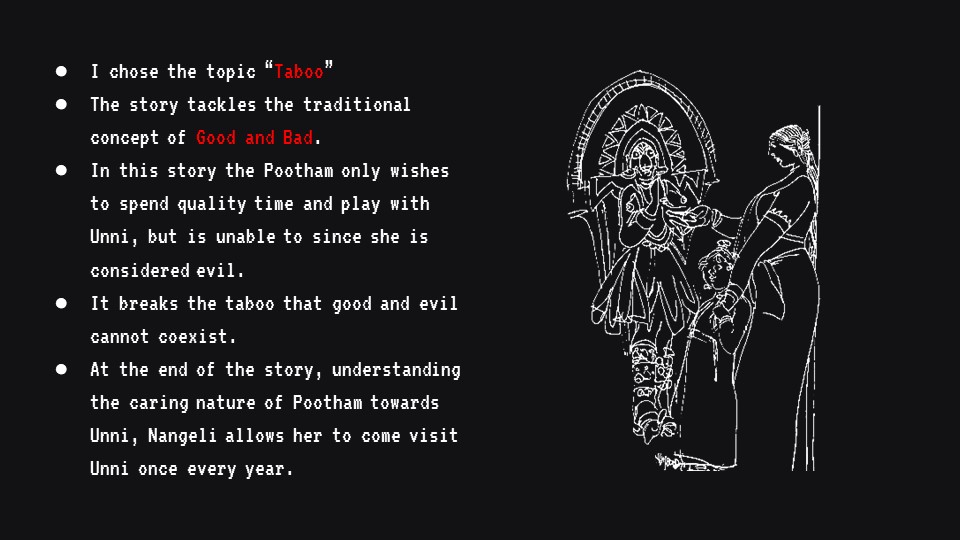 ● I chose the topic “Taboo”
● The story tackles the traditional
concept of Good and Bad.
● In this story the Pootham only wishes
to spend quality time and play with
Unni, but is unable to since she is
considered evil.
● It breaks the taboo that good and evil
cannot coexist.
● At the end of the story, understanding
the caring nature of Pootham towards
Unni, Nangeli allows her to come visit
Unni once every year.